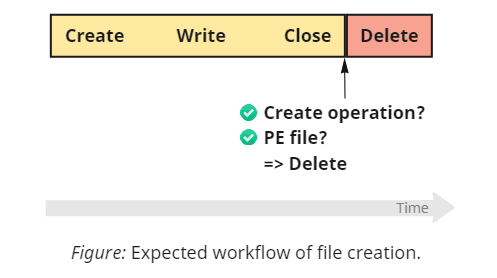 Create Write Close Delete
Create operation?
PE file?
=> Delete
Time
Figure: Expected workflow of file creation.